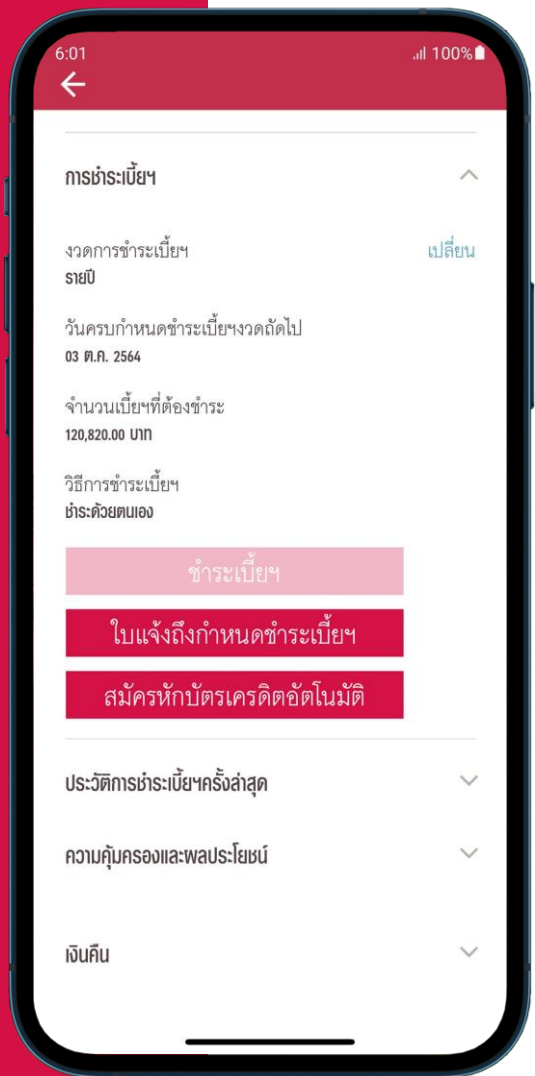 6:01
100%
การชำระเบี้ยฯ
งวดการชำระเบี้ยฯ
เปลี่ยน
รายปี
วันครบกำหนดชำระเบี้ยฯงวดถัดไป
03 ต.ค. 2564
จำนวนเบี้ยฯที่ต้องชำระ
120,820.00 บาท
วิธีการชำระเบี้ยฯ
ชำระด้วยตนเอง
ชำระเบี้ยฯ
ใบแจ้งถึงกำหนดชำระเบี้ยฯ
สมัครหักบัตรเครดิตอัตโนมัติ
ประวัติการชำระเบี้ยฯครั้งล่าสุด
ความคุ้มครองและผลประโยชน์
เงินคืน